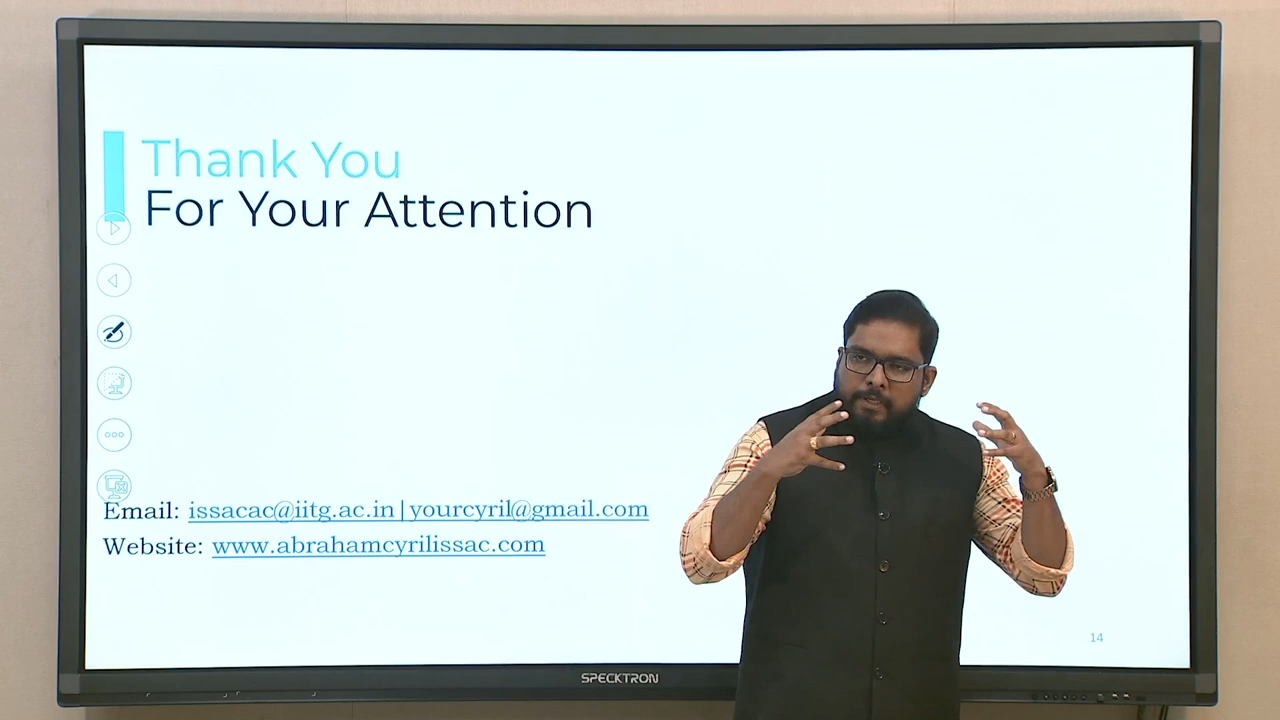 Thank You
For Your Attention
Email: issacac@iitg.ac.in|yourcyril@gmail.com
Website: www.abrahamcyrilissac.com
14
SPECKTRON